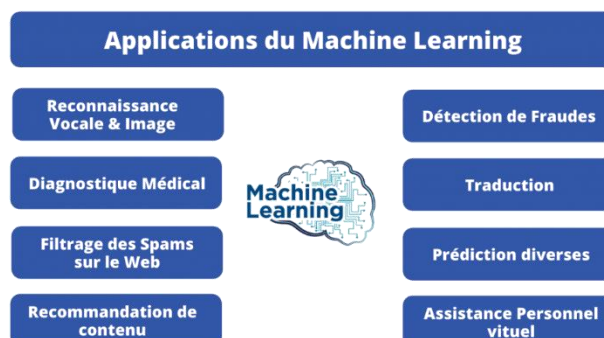 Applications du Machine Learning
Reconnaissance
Vocale & Image
Diagnostique Médical
Filtrage des Spams
sur le Web
Recommandation de
contenu
Machine
Learning
Détection de Fraudes
Traduction
Prédiction diverses
Assistance Personnel
vituel